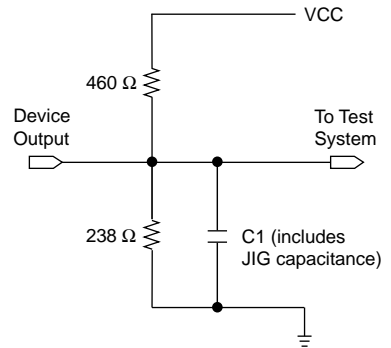 VCC
460 Ω
Device
Output
To Test
System
238 Ω
C1 (includes
JIG capacitance)